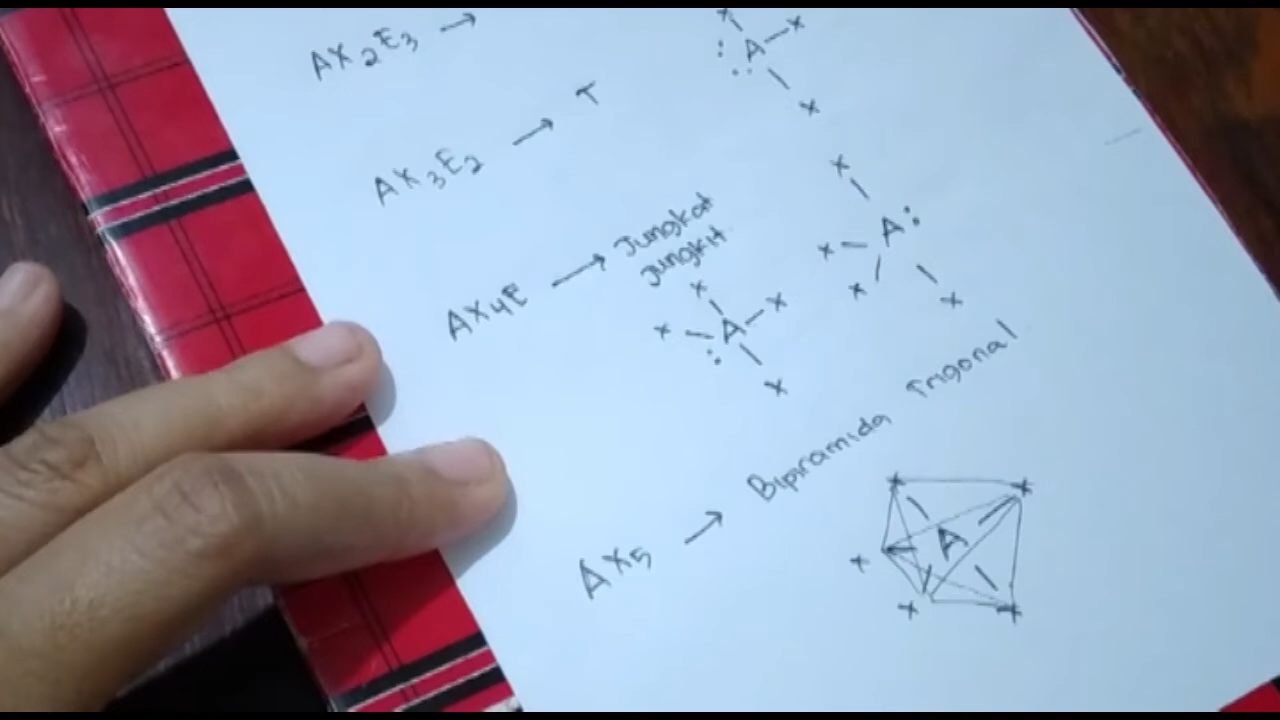 AX2E3 →
AX3E2 → T
AX4E → Jungkat
Jungkit
AX5 → Bipiramida Trigonal
X X
: A
..
X
X
X A :
X X
X
X A X
:
X
X X
A
X
X X